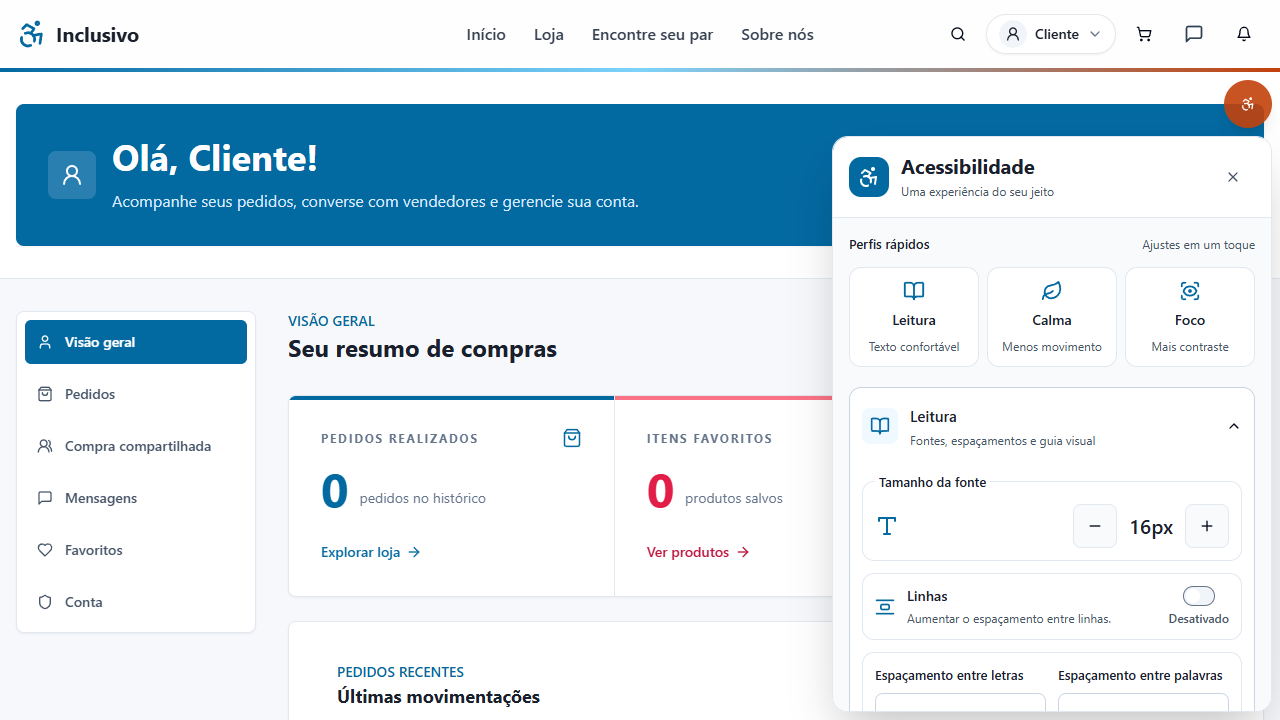 Inclusivo
Início
Loja
Encontre seu par
Sobre nós
Cliente
Olá, Cliente!
Acompanhe seus pedidos, converse com vendedores e gerencie sua conta.
Visão geral
Pedidos
Compra compartilhada
Mensagens
Favoritos
Conta
VISÃO GERAL
Seu resumo de compras
PEDIDOS REALIZADOS
0 pedidos no histórico
Explorar loja
ITENS FAVORITOS
0 produtos salvos
Ver produtos
PEDIDOS RECENTES
Últimas movimentações
Acessibilidade
Uma experiência do seu jeito
Perfis rápidos
Ajustes em um toque
Leitura
Texto confortável
Calma
Menos movimento
Foco
Mais contraste
Leitura
Fontes, espaçamentos e guia visual
Tamanho da fonte
16px
Linhas
Aumentar o espaçamento entre linhas.
Desativado
Espaçamento entre letras
Espaçamento entre palavras